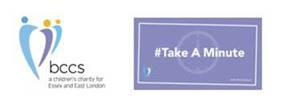 bccs
a children's charity for
Essex and East London
#Take A Minute